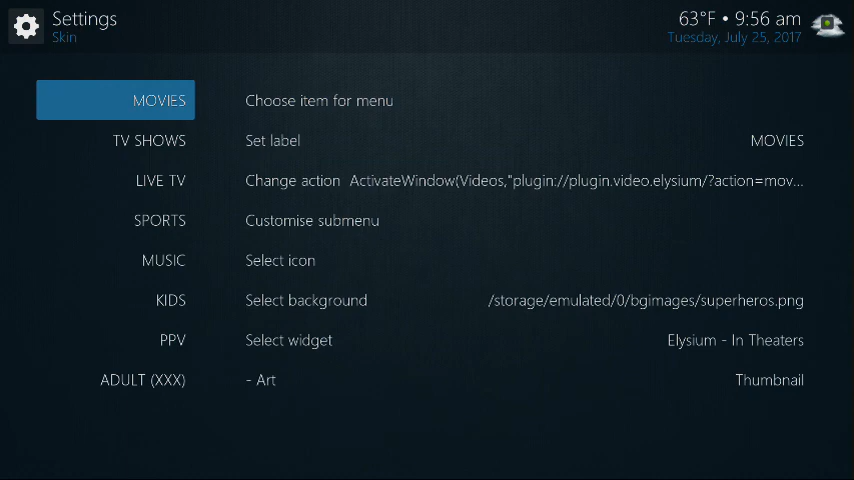 Settings
Skin
63°F • 9:56 am
Tuesday, July 25, 2017
MOVIES
Choose item for menu
TV SHOWS
Set label
MOVIES
LIVE TV
Change action ActivateWindow(Videos,"plugin://plugin.video.elysium/?action=mov...
SPORTS
Customise submenu
MUSIC
Select icon
KIDS
Select background
/storage/emulated/0/bgimages/superheros.png
PPV
Select widget
Elysium - In Theaters
ADULT (XXX)
- Art
Thumbnail